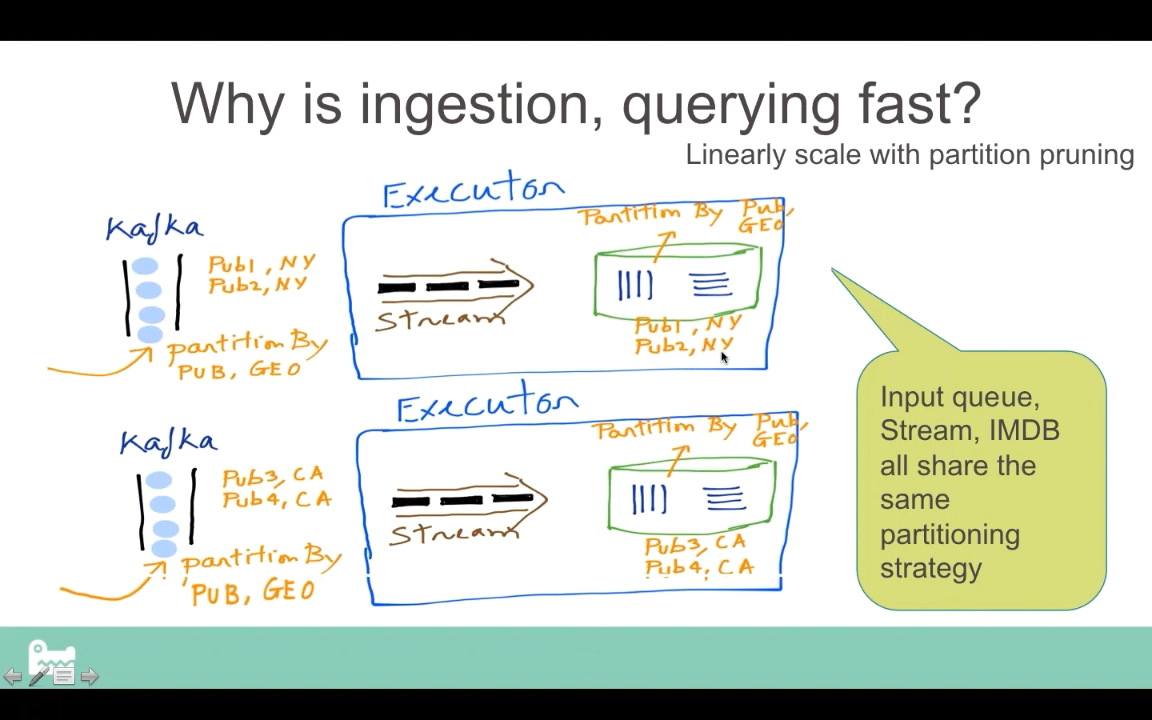 Why is ingestion, querying fast?
Linearly scale with partition pruning
Executor
Kafka
Pub1, NY
Pub2, NY
partition By
PUB, GEO
Stream
Partition By Pub,
GEO
Pub1, NY
Pub2, NY
Executor
Kafka
Pub3, CA
Pub4, CA
partition By
PUB, GEO
Stream
Partition By Pub,
GEO
Pub3, CA
Pub4, CA
Input queue,
Stream, IMDB
all share the
same
partitioning
strategy